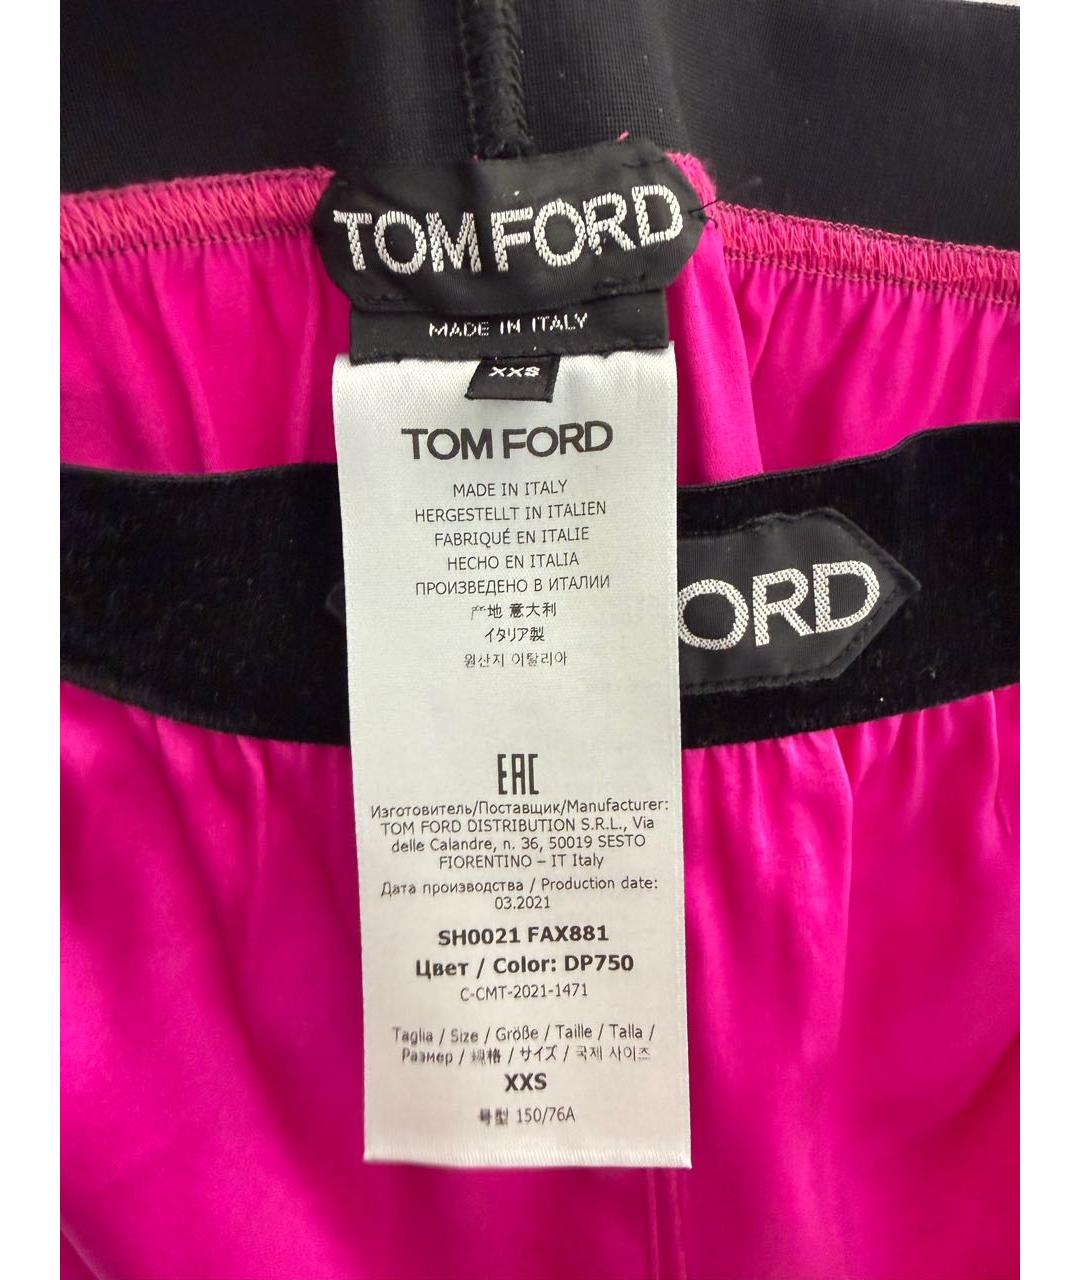 TOM FORD
MADE IN ITALY
XXS
TOM FORD
MADE IN ITALY
HERGESTELLT IN ITALIEN
FABRIQUÉ EN ITALIE
HECHO EN ITALIA
ПРОИЗВЕДЕНО В ИТАЛИИ
产地 意大利
イタリア製
원산지 이탈리아
ORD
EAC
Изготовитель/Поставщик/Manufacturer:
TOM FORD DISTRIBUTION S.R.L., Via
delle Calandre, n. 36, 50019 SESTO
FIORENTINO – IT Italy
Дата производства / Production date:
03.2021
SH0021 FAX881
Цвет / Color: DP750
C-CMT-2021-1471
Taglia / Size / Größe / Taille / Talla /
Размер / 规格 / サイズ / 국제 사이즈
XXS
号型 150/76A